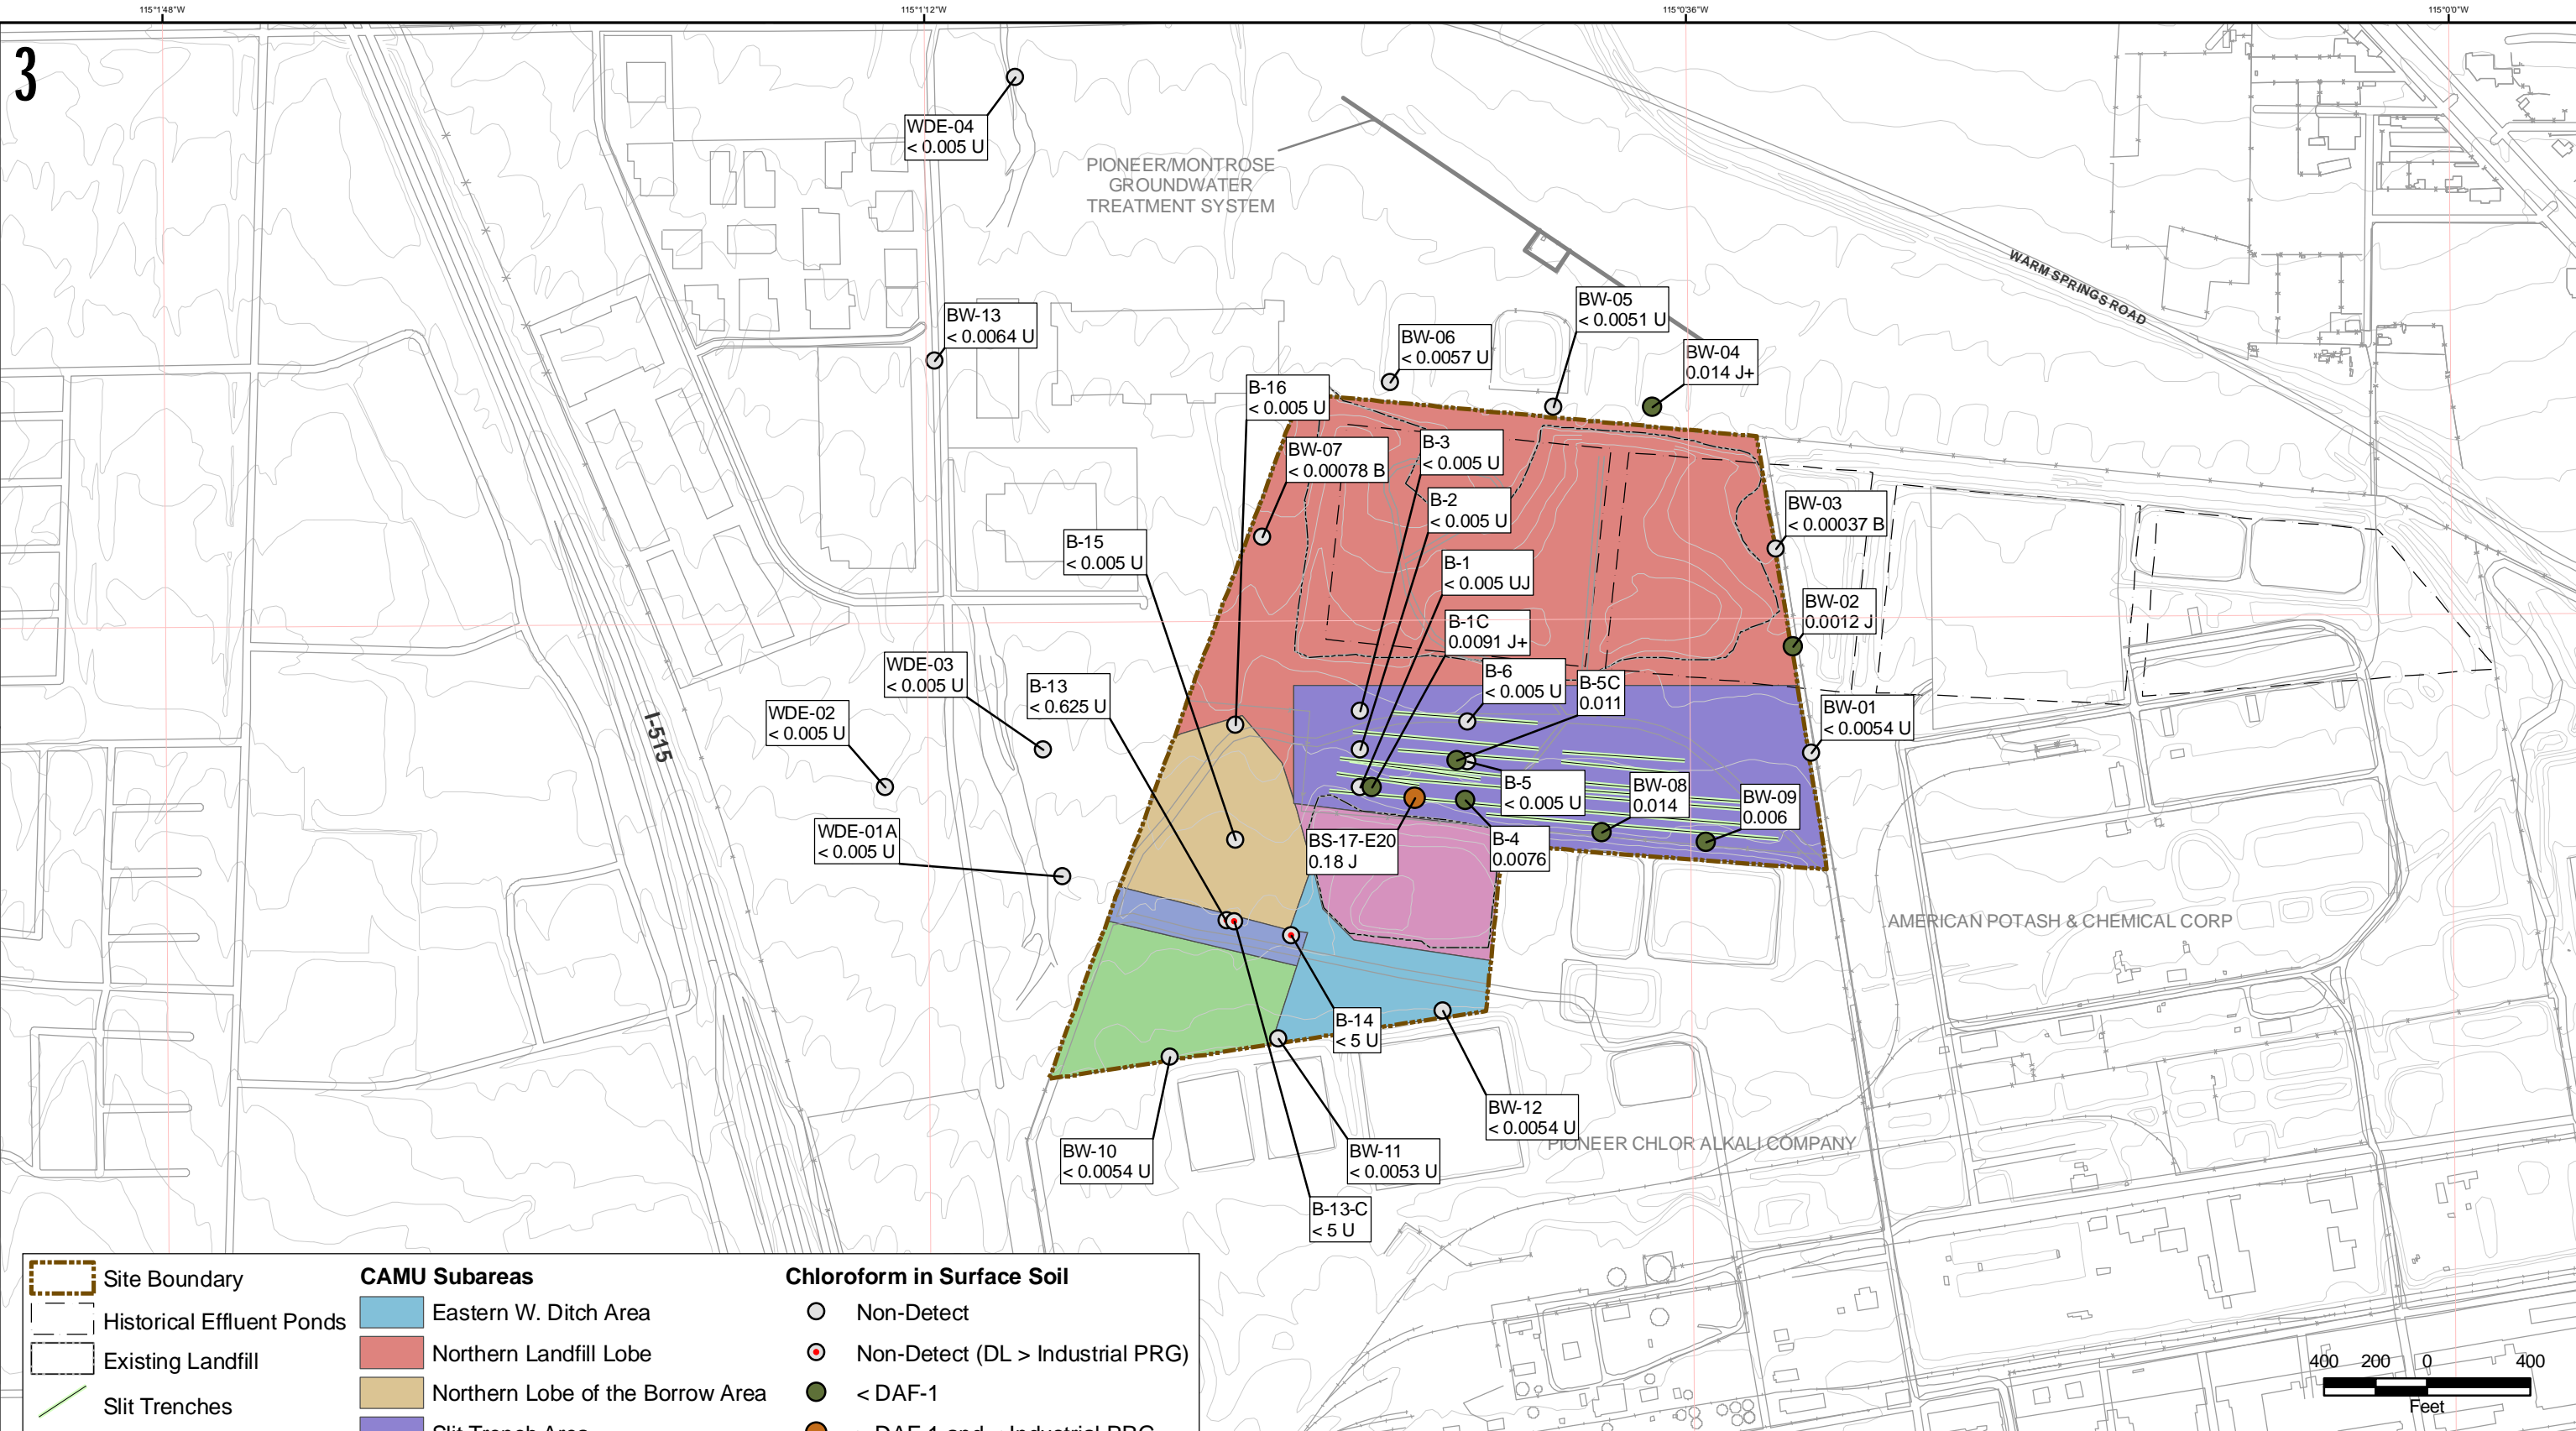 115°1'48"W
115°1'12"W
115°0'36"W
115°0'0"W
3
WDE-04
< 0.005 U
PIONEER/MONTROSE
GROUNDWATER
TREATMENT SYSTEM
WARM SPRINGS ROAD
BW-13
< 0.0064 U
BW-05
< 0.0051 U
BW-06
< 0.0057 U
BW-04
0.014 J+
B-16
< 0.005 U
BW-07
< 0.00078 B
B-3
< 0.005 U
B-2
< 0.005 U
BW-03
< 0.00037 B
B-15
< 0.005 U
B-1
< 0.005 UJ
BW-02
0.0012 J
B-1C
0.0091 J+
WDE-03
< 0.005 U
B-13
< 0.625 U
B-6
< 0.005 U
B-5C
0.011
WDE-02
< 0.005 U
I-515
BW-01
< 0.0054 U
B-5
< 0.005 U
BW-08
0.014
BW-09
0.006
WDE-01A
< 0.005 U
BS-17-E20
0.18 J
B-4
0.0076
AMERICAN POTASH & CHEMICAL CORP
B-14
< 5 U
BW-12
< 0.0054 U
PIONEER CHLOR ALKALI COMPANY
BW-10
< 0.0054 U
BW-11
< 0.0053 U
B-13-C
< 5 U
Site Boundary
Historical Effluent Ponds
Existing Landfill
Slit Trenches
CAMU Subareas
Eastern W. Ditch Area
Northern Landfill Lobe
Northern Lobe of the Borrow Area
Slit Trench Area
Chloroform in Surface Soil
Non-Detect
Non-Detect (DL > Industrial PRG)
< DAF-1
DAF-1 and Industrial PRG
400 200 0 400
Feet